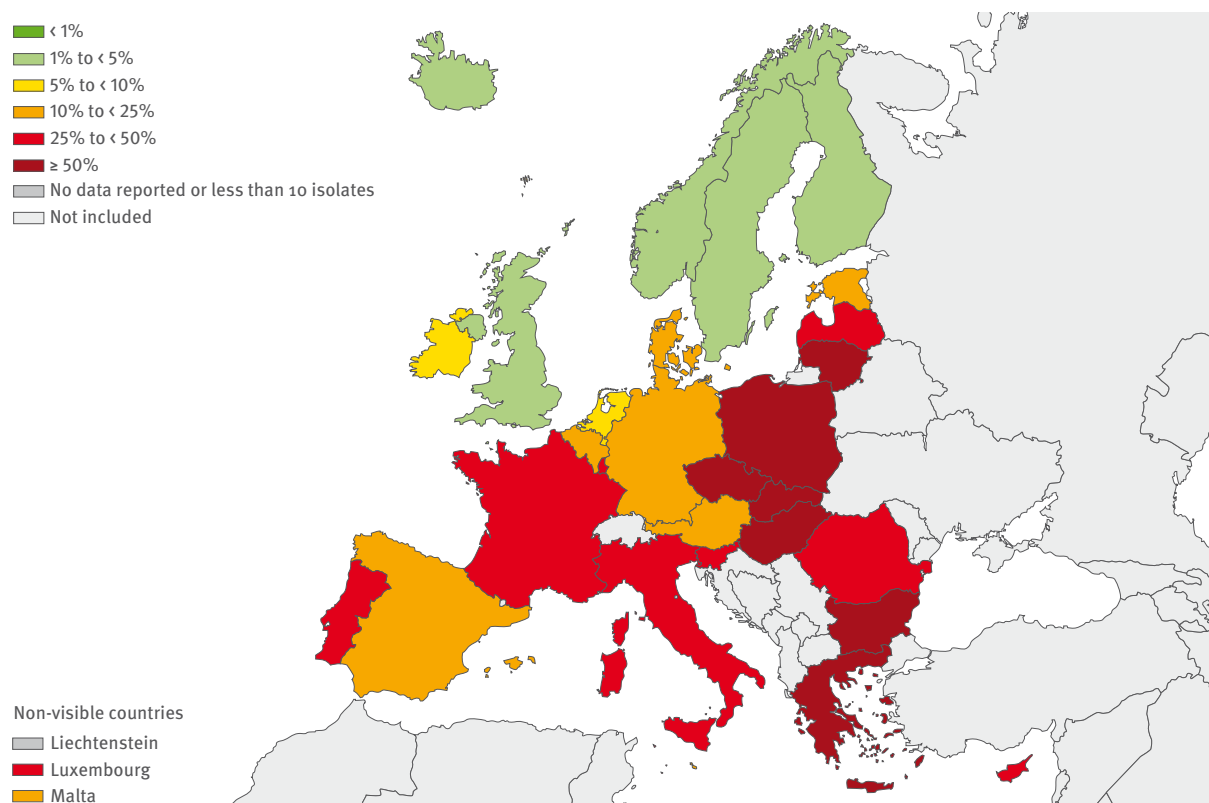 < 1%
1% to < 5%
5% to < 10%
10% to < 25%
25% to < 50%
≥ 50%
No data reported or less than 10 isolates
Not included
Non-visible countries
Liechtenstein
Luxembourg
Malta